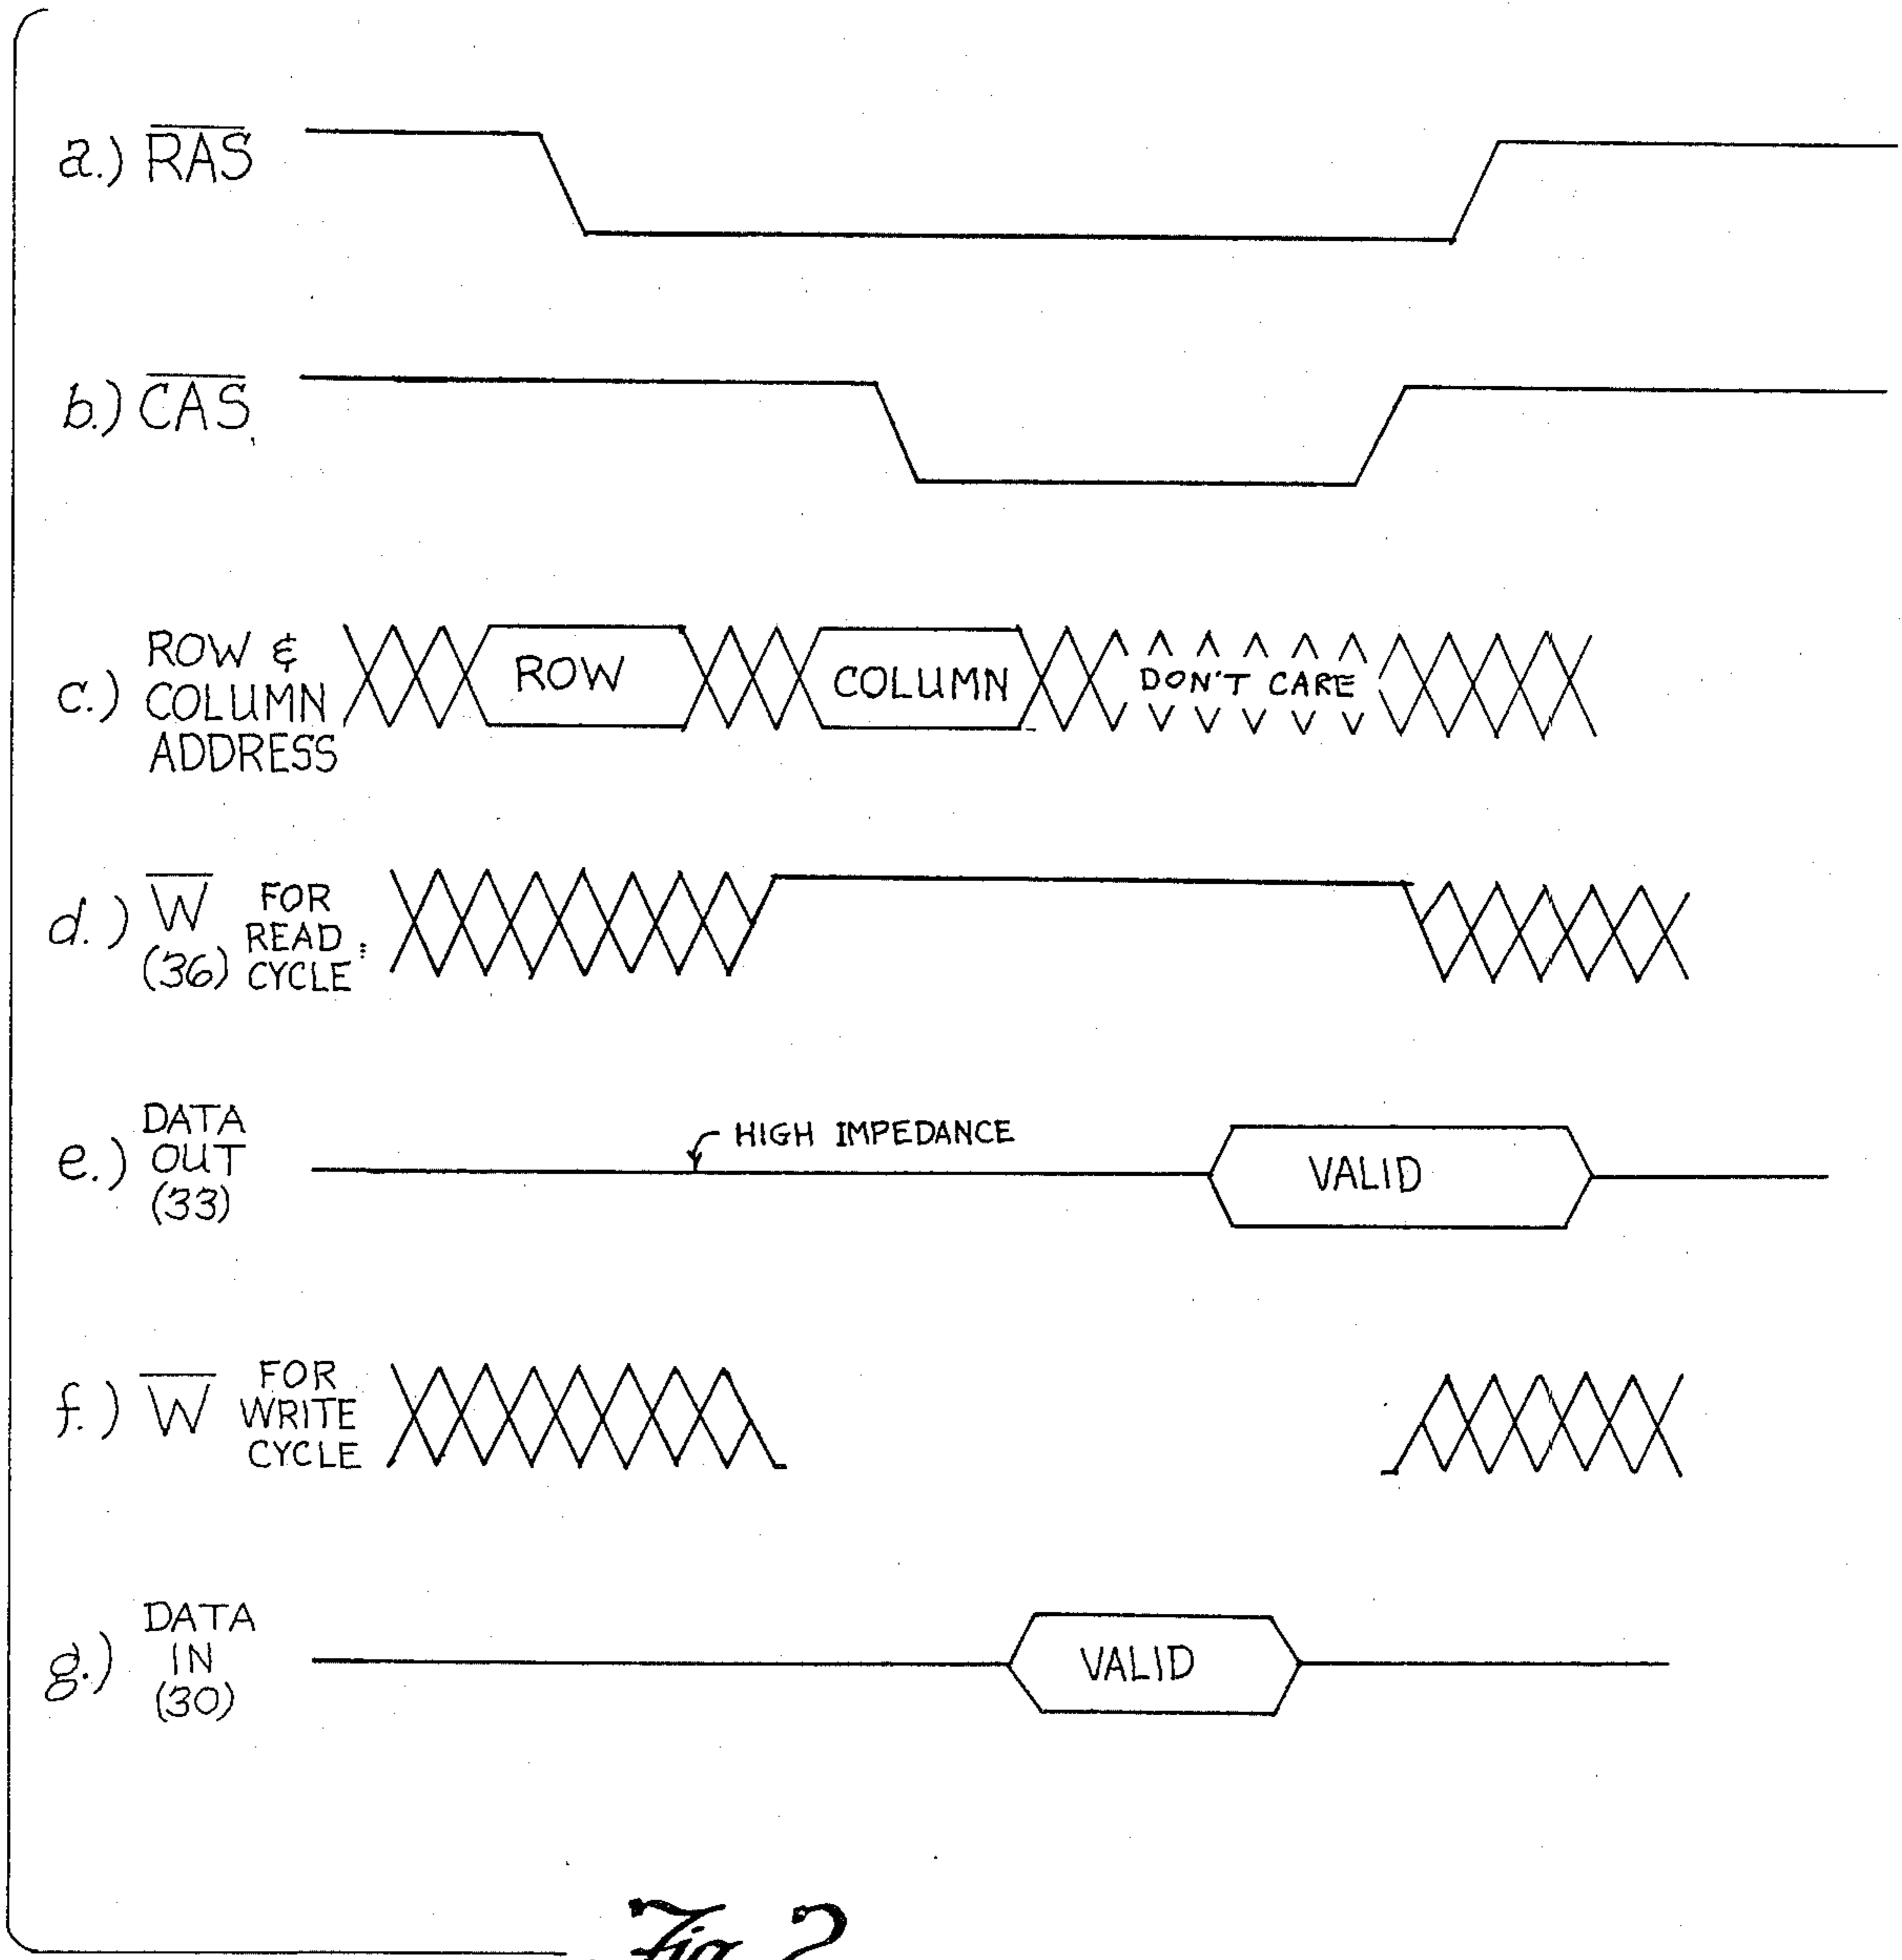 a.) RAS
b.) CAS
c.) ROW & COLUMN ADDRESS
ROW
COLUMN
DON'T CARE
d.) W (36) FOR READ CYCLE
e.) DATA OUT (33)
HIGH IMPEDANCE
VALID
f.) W FOR WRITE CYCLE
g.) DATA IN (30)
VALID
Fig. 2